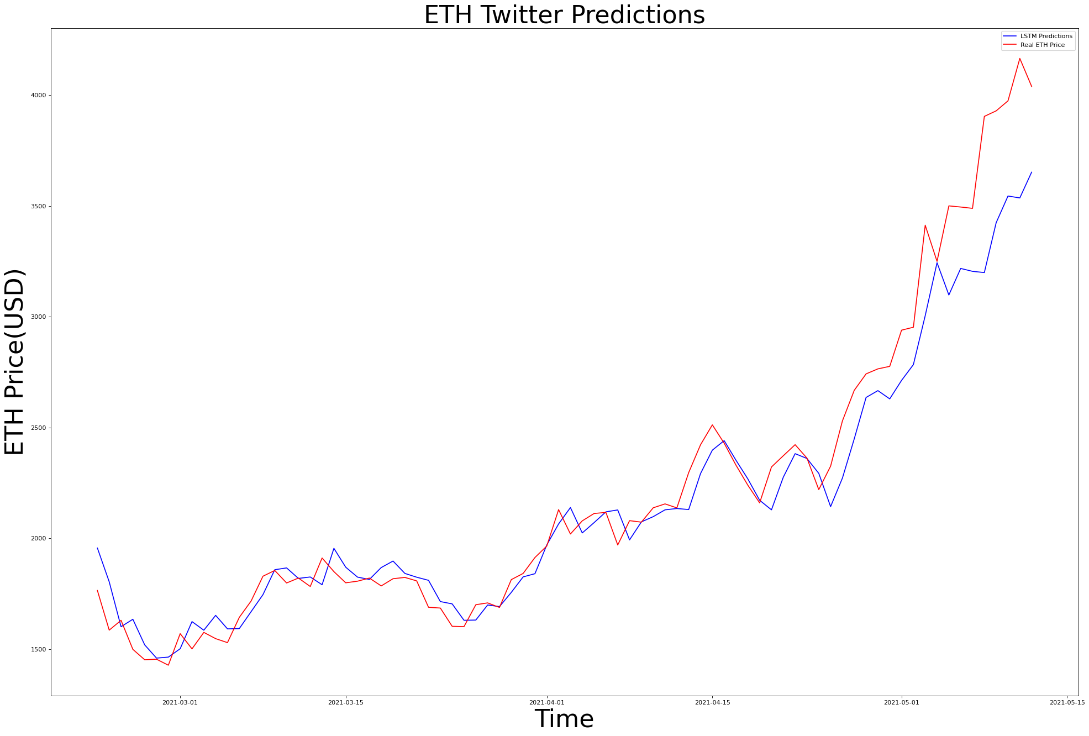 ETH Twitter Predictions
LSTM Predictions
Real ETH Price
ETH Price(USD)
4000
3500
3000
2500
2000
1500
2021-03-01
2021-03-15
2021-04-01
2021-04-15
2021-05-01
2021-05-15
Time